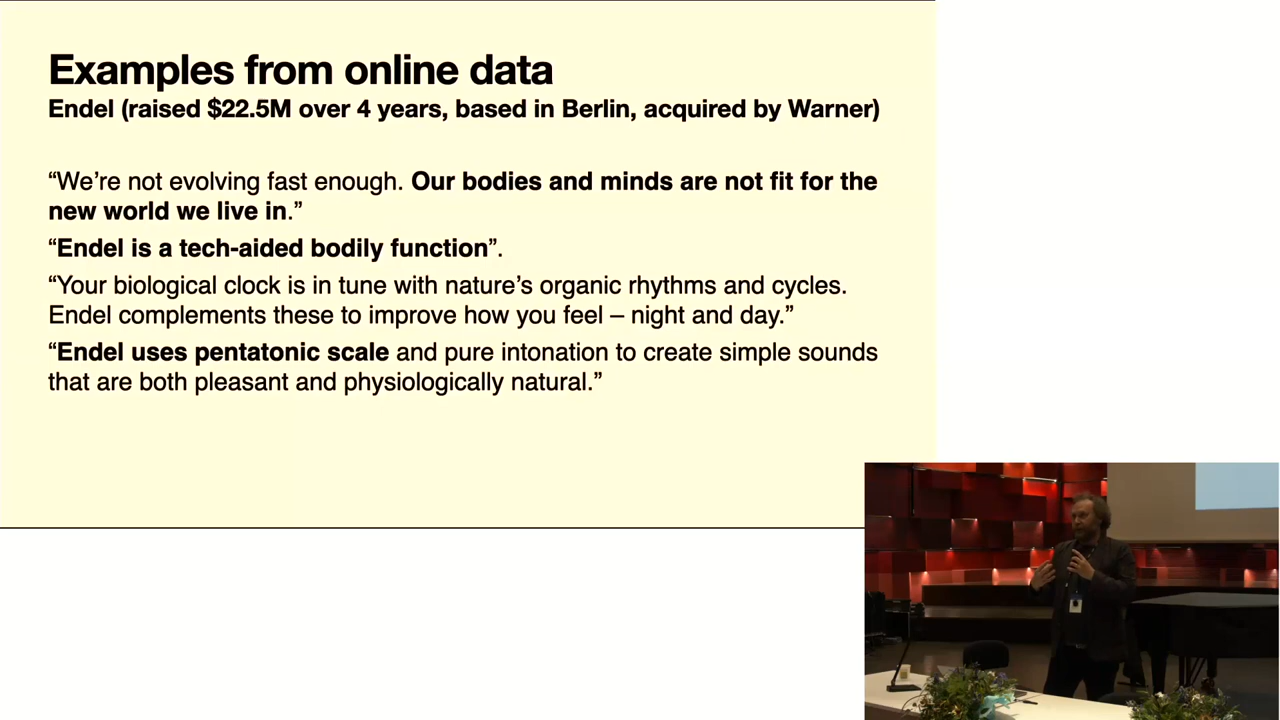 Examples from online data
Endel (raised $22.5M over 4 years, based in Berlin, acquired by Warner)
“We’re not evolving fast enough. Our bodies and minds are not fit for the
new world we live in.”
“Endel is a tech-aided bodily function”.
“Your biological clock is in tune with nature’s organic rhythms and cycles.
Endel complements these to improve how you feel – night and day.”
“Endel uses pentatonic scale and pure intonation to create simple sounds
that are both pleasant and physiologically natural.”